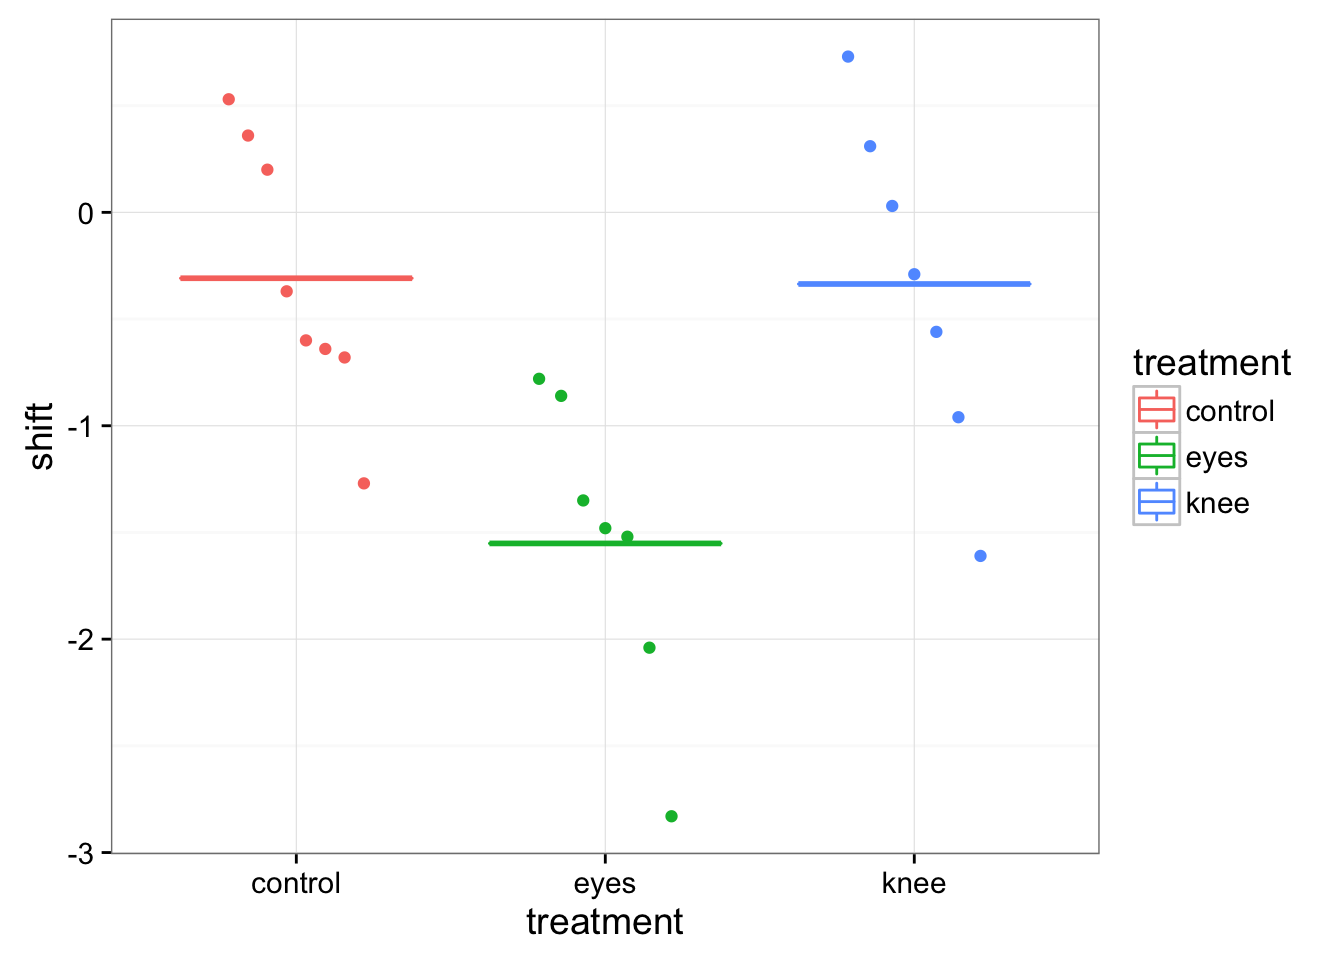 shift
0
-1
-2
-3
control
eyes
knee
treatment
treatment
control
eyes
knee